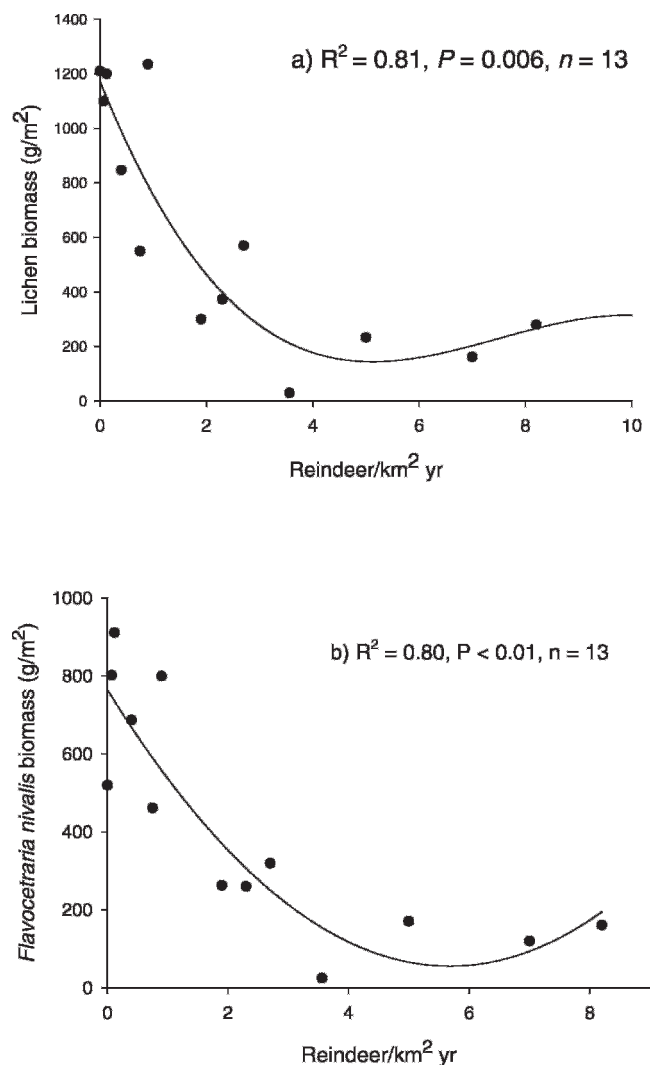 a) R² = 0.81, P = 0.006, n = 13
Lichen biomass (g/m²)
1400
1200
1000
800
600
400
200
0
0 2 4 6 8 10
Reindeer/km² yr
b) R² = 0.80, P < 0.01, n = 13
Flavocetraria nivalis biomass (g/m²)
1000
800
600
400
200
0
0 2 4 6 8
Reindeer/km² yr